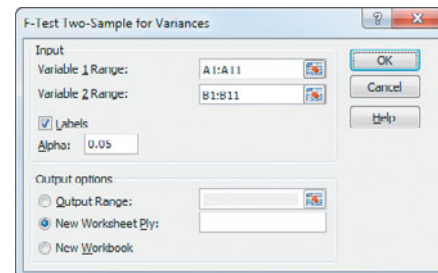 F-Test Two-Sample for Variances
Input
Variable 1 Range: A1:A11
Variable 2 Range: B1:B11
Labels
Alpha: 0.05
OK
Cancel
Help
Output options
Output Range:
New Worksheet Ply:
New Workbook